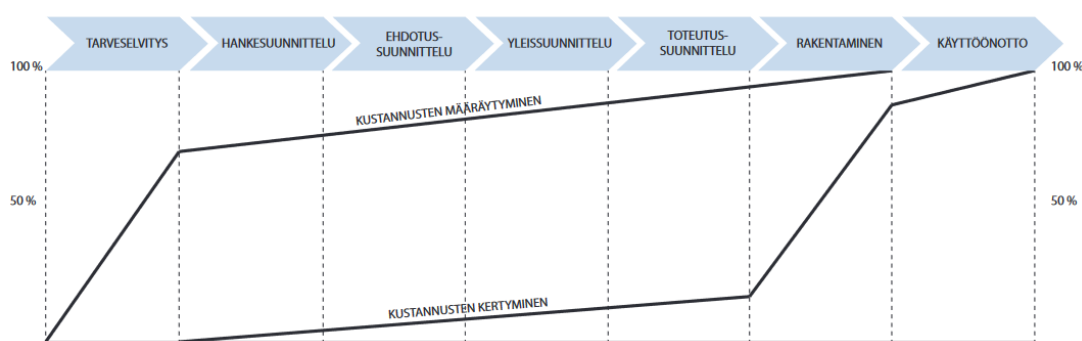 TARVESELVITYS
HANKESUUNNITTELU
EHDOTUS-
SUUNNITTELU
YLEISSUUNNITTELU
TOTEUTUS-
SUUNNITTELU
RAKENTAMINEN
KÄYTTÖÖNOTTO
100 %
100 %
KUSTANNUSTEN MÄÄRÄYTYMINEN
50 %
50 %
KUSTANNUSTEN KERTYMINEN